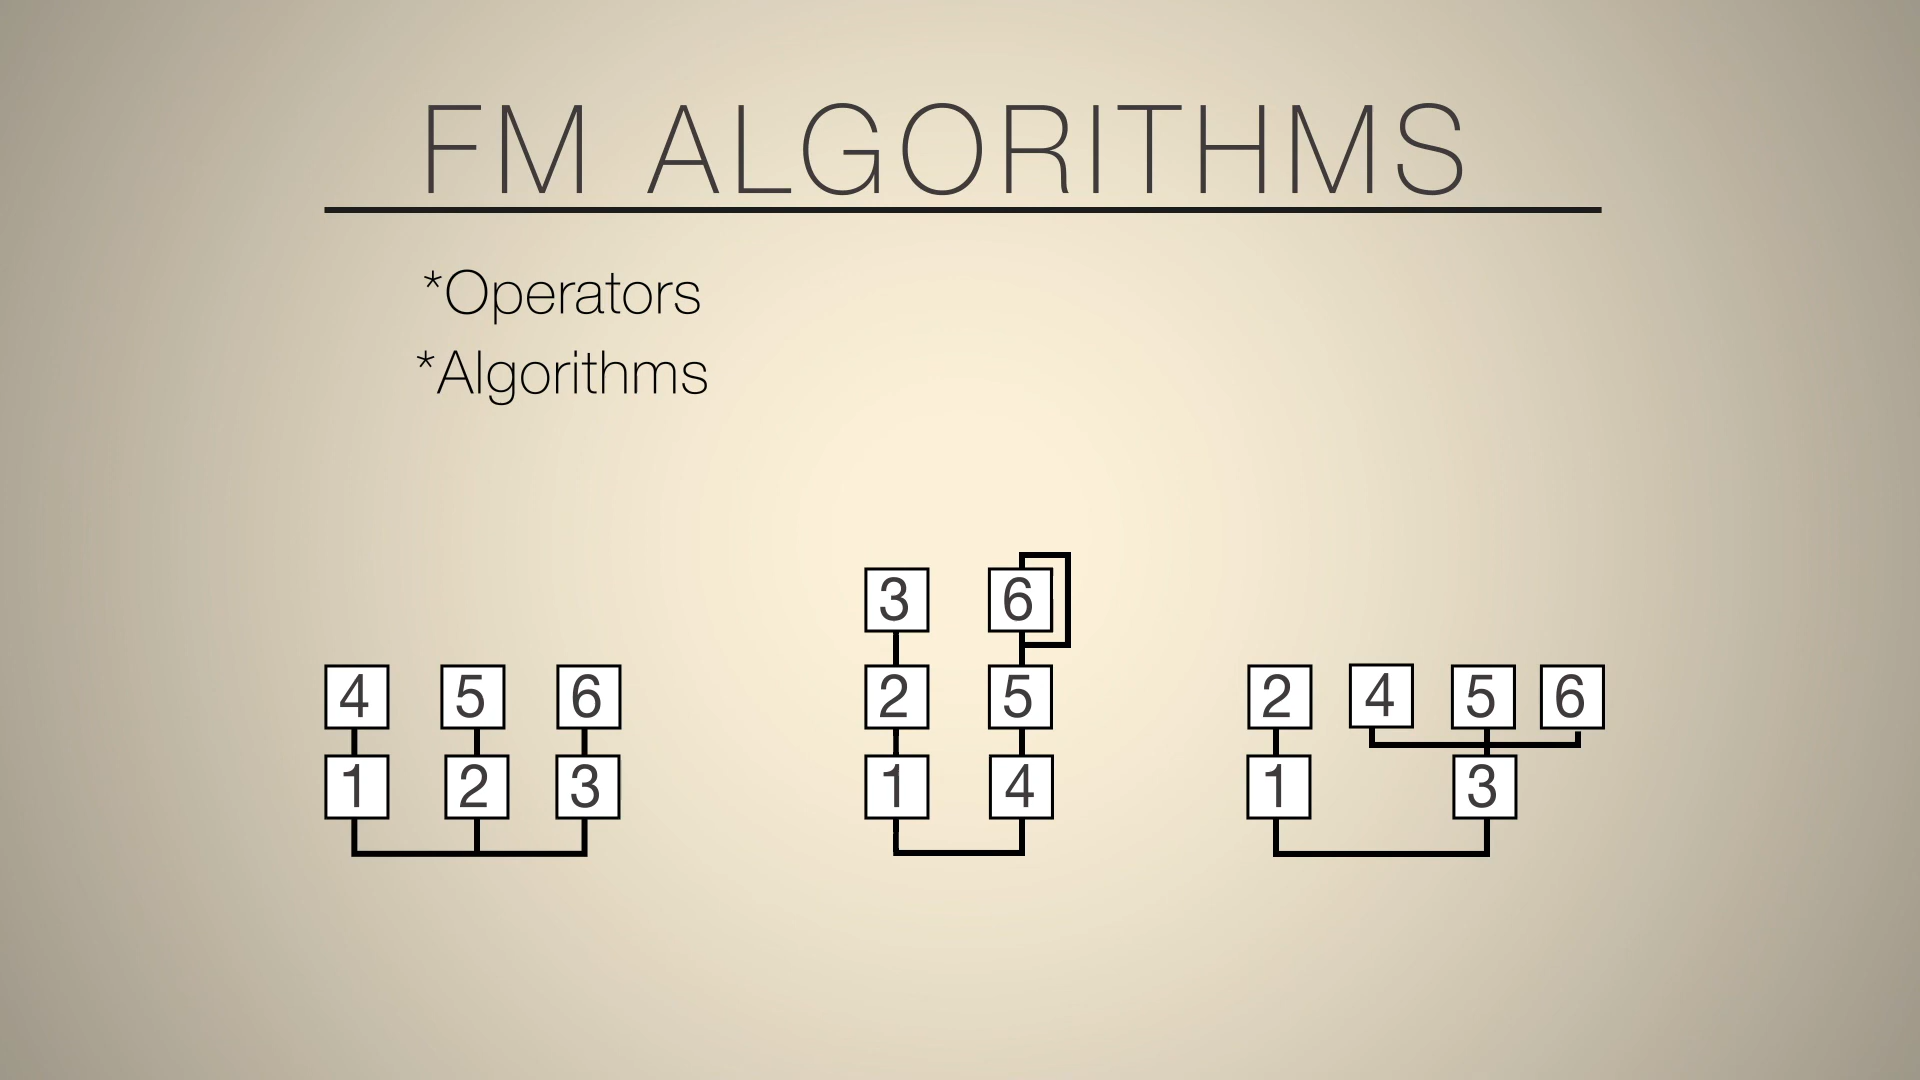 FM ALGORITHMS
*Operators
*Algorithms
3 6
4 5 6 2 5 2 4 5 6
1 2 3 1 4 1 3